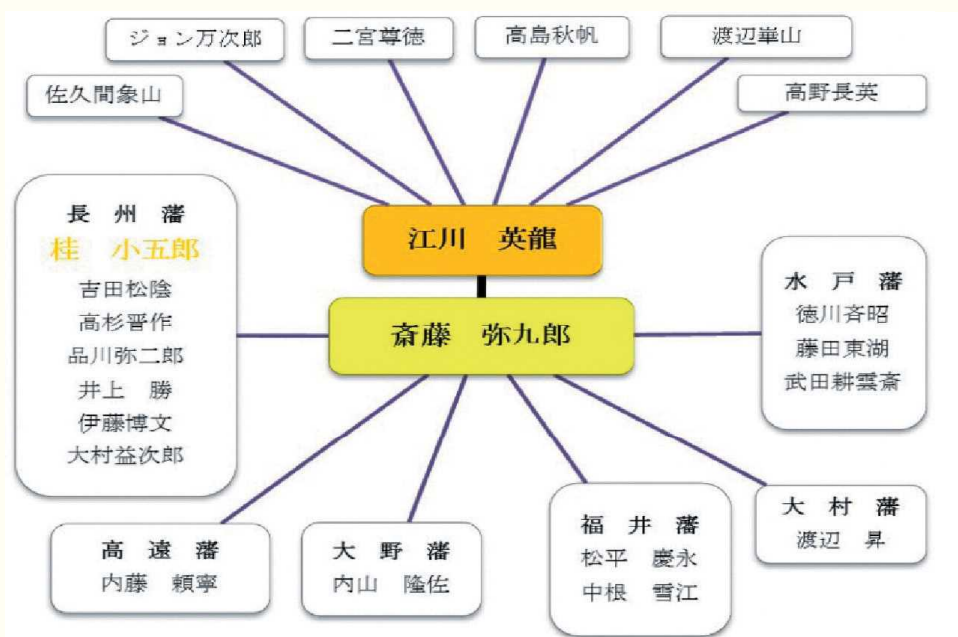 ジョン万次郎
二宮尊徳
高島秋帆
渡辺崋山
佐久間象山
高野長英
江川　英龍
斎藤　弥九郎
長　州　藩
桂　小五郎
吉田松陰
高杉晋作
品川弥二郎
井上　勝
伊藤博文
大村益次郎
水　戸　藩
徳川斉昭
藤田東湖
武田耕雲斎
高　遠　藩
内藤　頼寧
大　野　藩
内山　隆佐
福　井　藩
松平　慶永
中根　雪江
大　村　藩
渡辺　昇